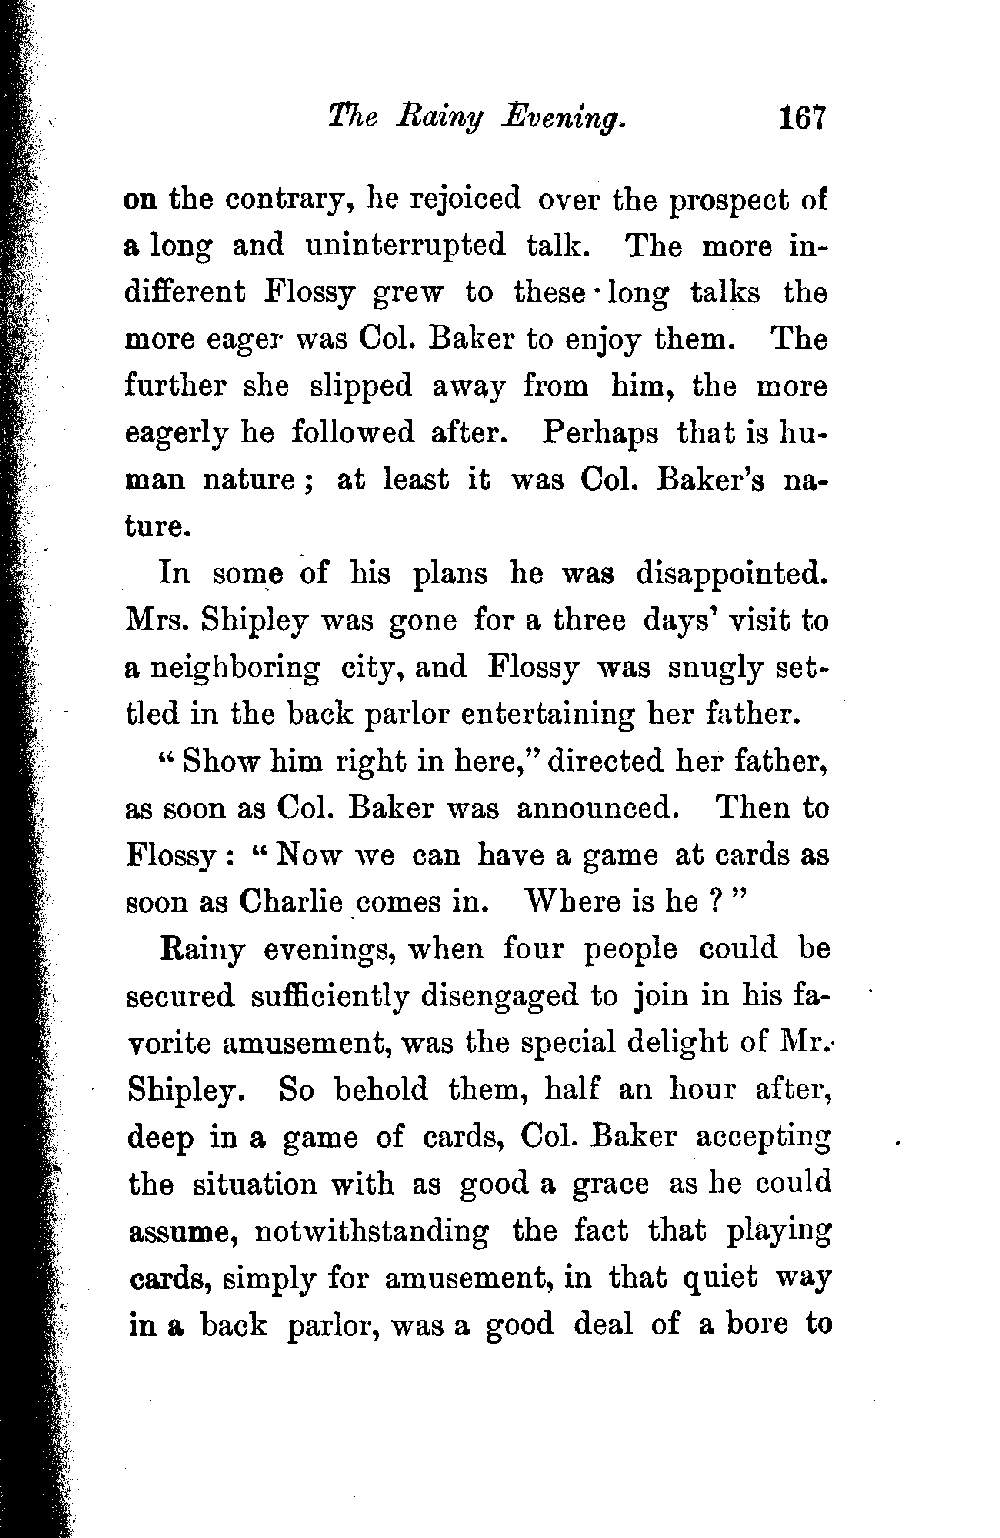 The Rainy Evening. 167
on the contrary, he rejoiced over the prospect of
a long and uninterrupted talk. The more in-
different Flossy grew to these long talks the
more eager was Col. Baker to enjoy them. The
further she slipped away from him, the more
eagerly he followed after. Perhaps that is hu-
man nature; at least it was Col. Baker's na-
ture.
In some of his plans he was disappointed.
Mrs. Shipley was gone for a three days' visit to
a neighboring city, and Flossy was snugly set-
tled in the back parlor entertaining her father.
"Show him right in here," directed her father,
as soon as Col. Baker was announced. Then to
Flossy: "Now we can have a game at cards as
soon as Charlie comes in. Where is he?"
Rainy evenings, when four people could be
secured sufficiently disengaged to join in his fa-
vorite amusement, was the special delight of Mr.
Shipley. So behold them, half an hour after,
deep in a game of cards, Col. Baker accepting
the situation with as good a grace as he could
assume, notwithstanding the fact that playing
cards, simply for amusement, in that quiet way
in a back parlor, was a good deal of a bore to